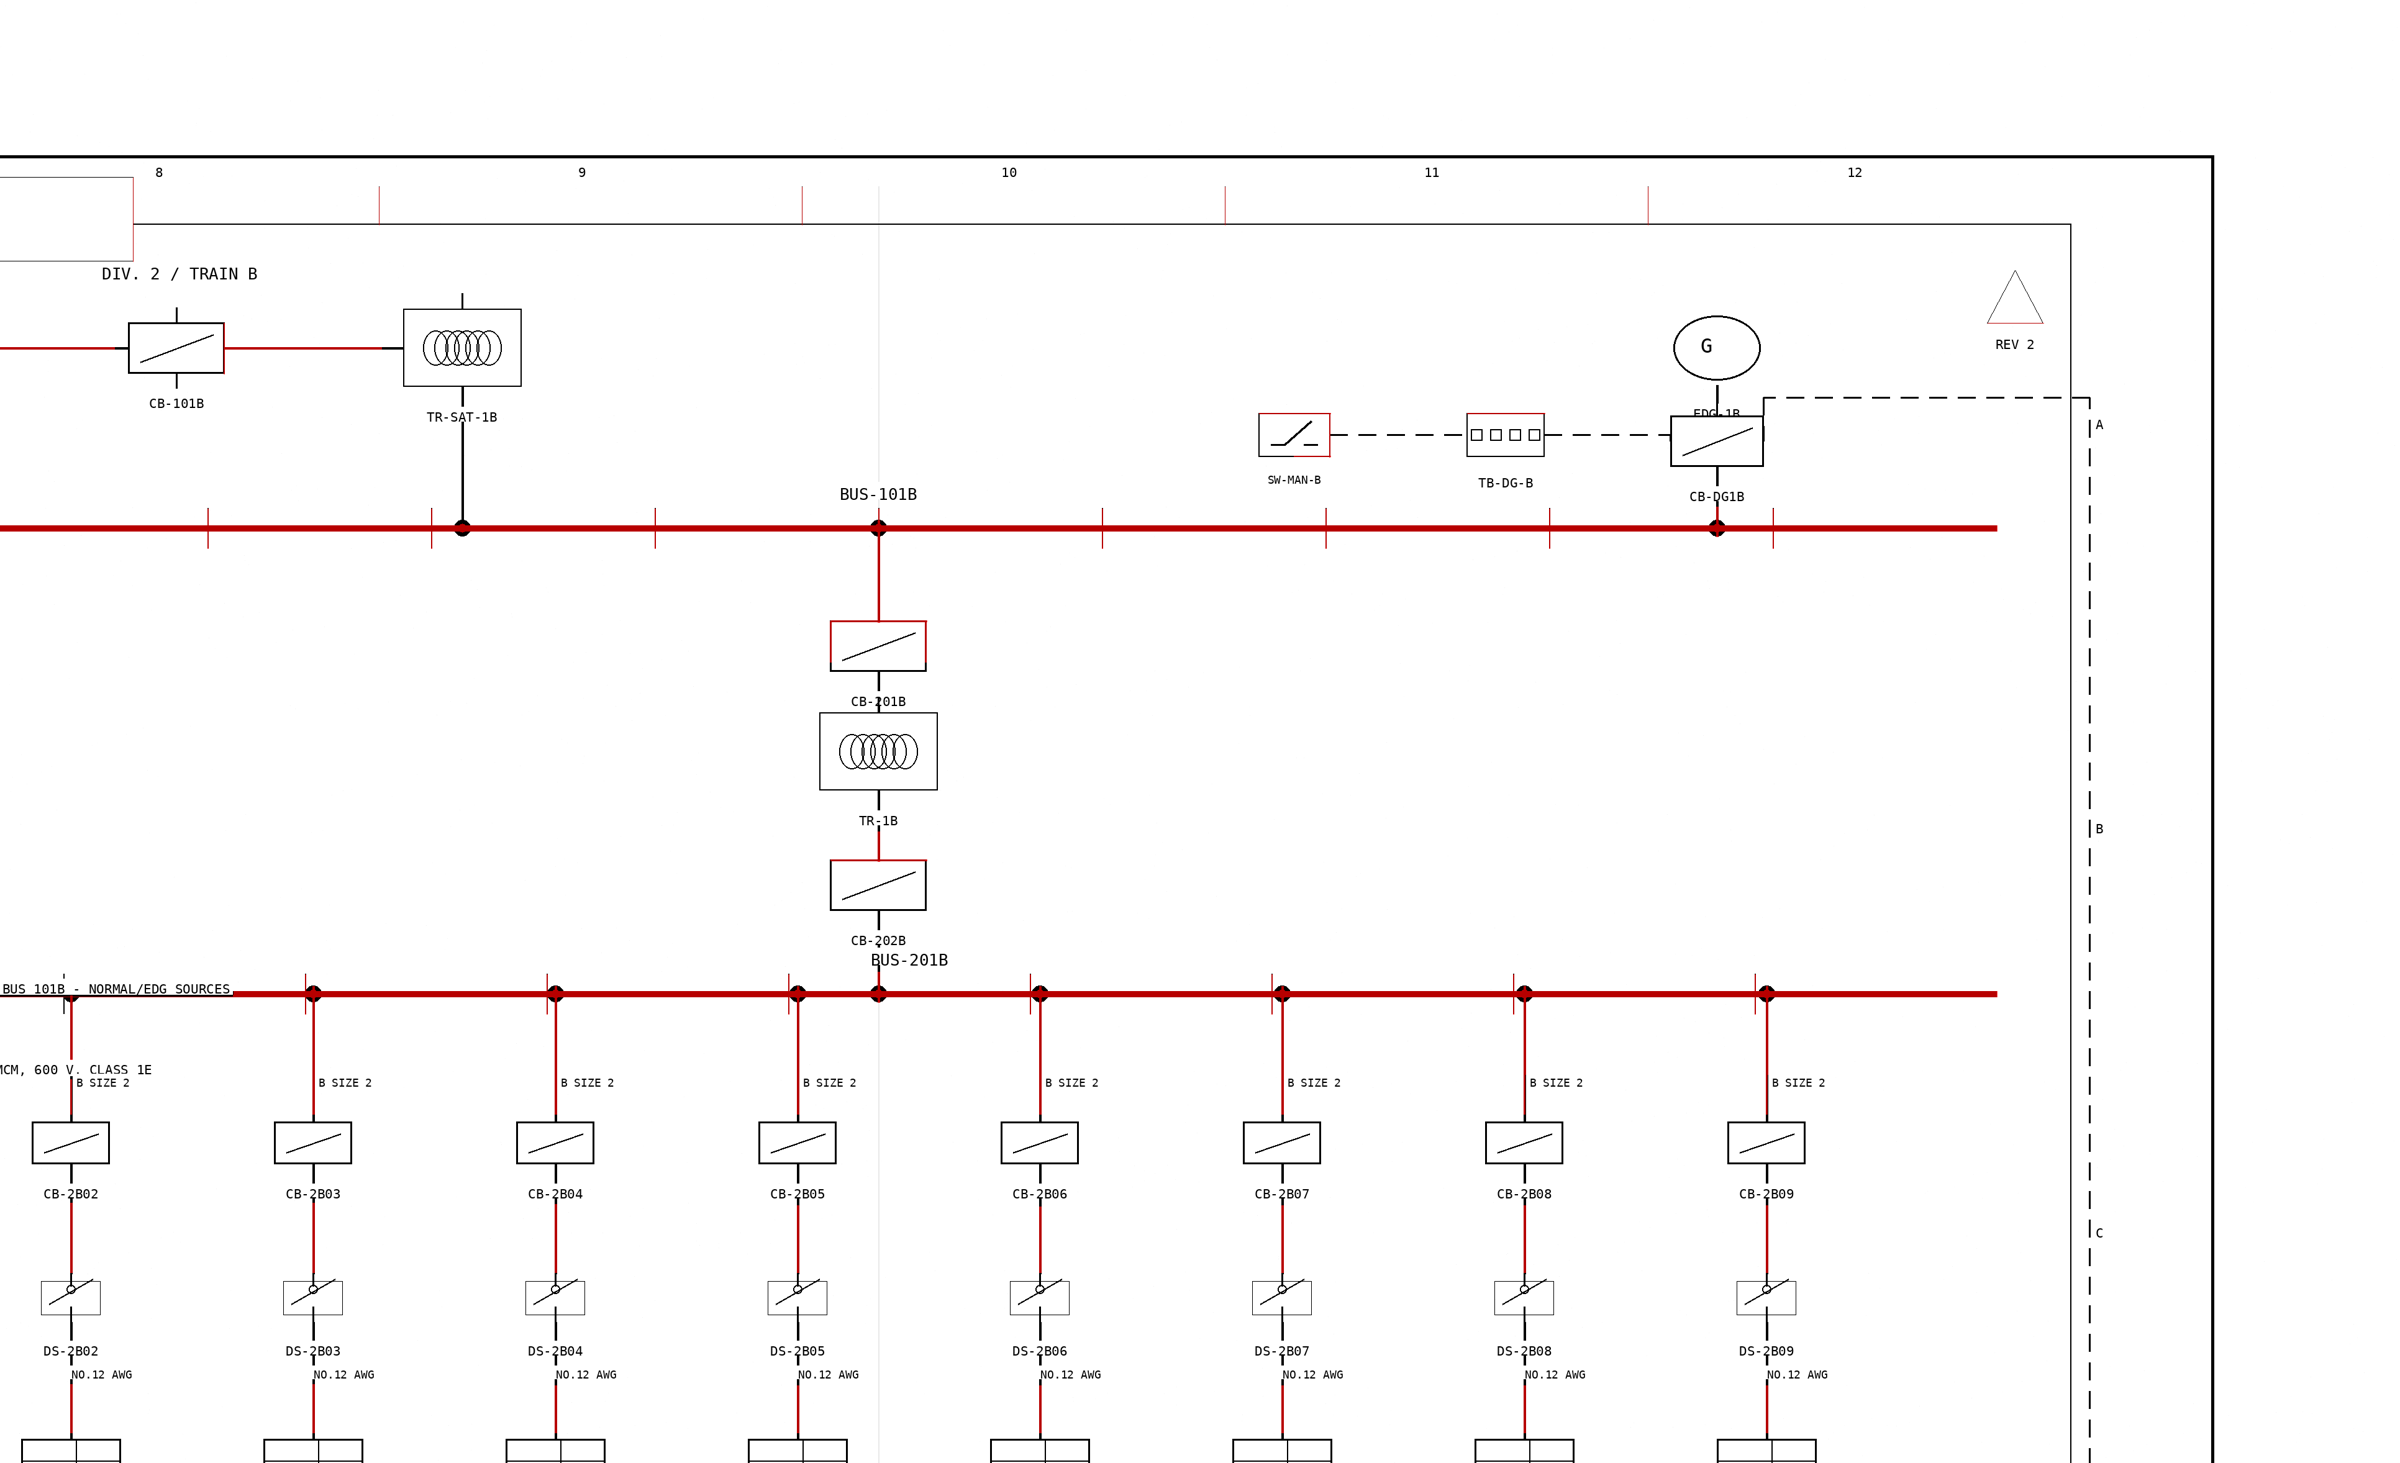 8 9 10 11 12
DIV. 2 / TRAIN B
G
REV 2
CB-101B
TR-SAT-1B
EDG-1B
A
SW-MAN-B
TB-DG-B
CB-DG1B
BUS-101B
CB-201B
TR-1B
B
CB-202B
BUS-201B
BUS 101B - NORMAL/EDG SOURCES
MCM, 600 V. CLASS 1E
B SIZE 2 B SIZE 2 B SIZE 2 B SIZE 2 B SIZE 2 B SIZE 2 B SIZE 2 B SIZE 2
CB-2B02 CB-2B03 CB-2B04 CB-2B05 CB-2B06 CB-2B07 CB-2B08 CB-2B09
C
DS-2B02 DS-2B03 DS-2B04 DS-2B05 DS-2B06 DS-2B07 DS-2B08 DS-2B09
NO.12 AWG NO.12 AWG NO.12 AWG NO.12 AWG NO.12 AWG NO.12 AWG NO.12 AWG NO.12 AWG